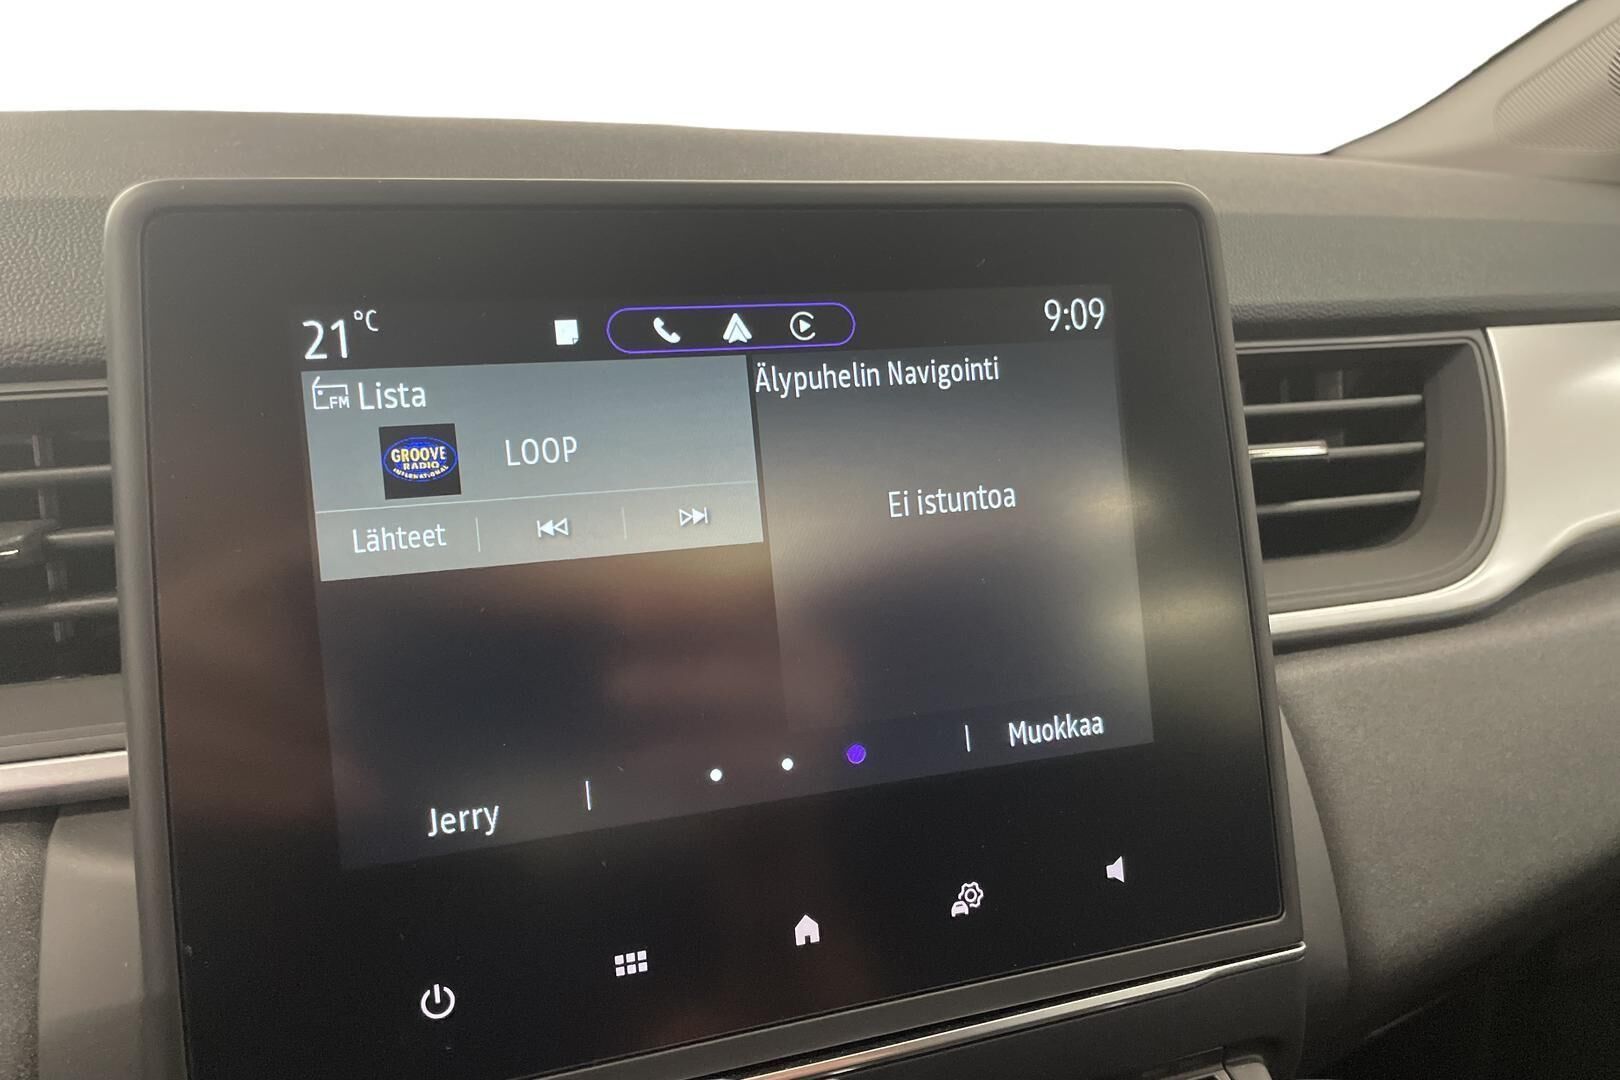 21°C
9:09
FM Lista
Älypuhelin Navigointi
GROOVE
RADIO
INTERNATIONAL
LOOP
Ei istuntoa
Lähteet
Muokkaa
Jerry